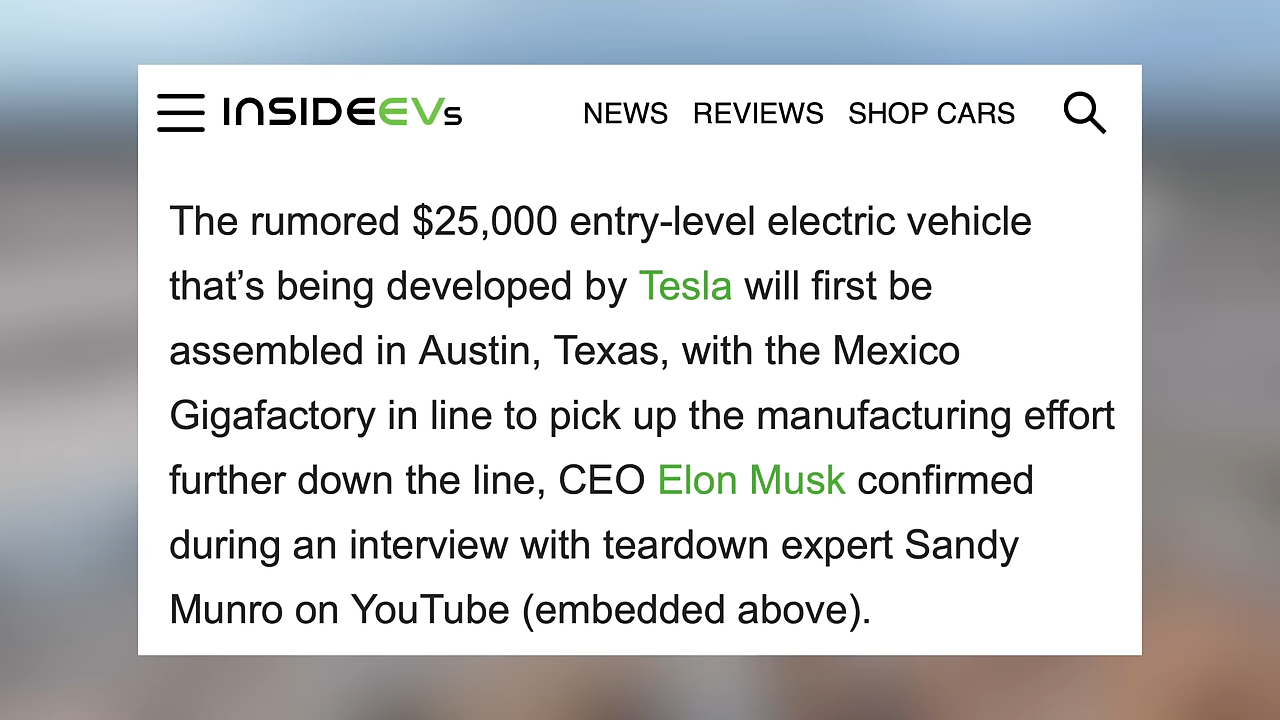 INSIDEEVs NEWS REVIEWS SHOP CARS
The rumored $25,000 entry-level electric vehicle
that’s being developed by Tesla will first be
assembled in Austin, Texas, with the Mexico
Gigafactory in line to pick up the manufacturing effort
further down the line, CEO Elon Musk confirmed
during an interview with teardown expert Sandy
Munro on YouTube (embedded above).